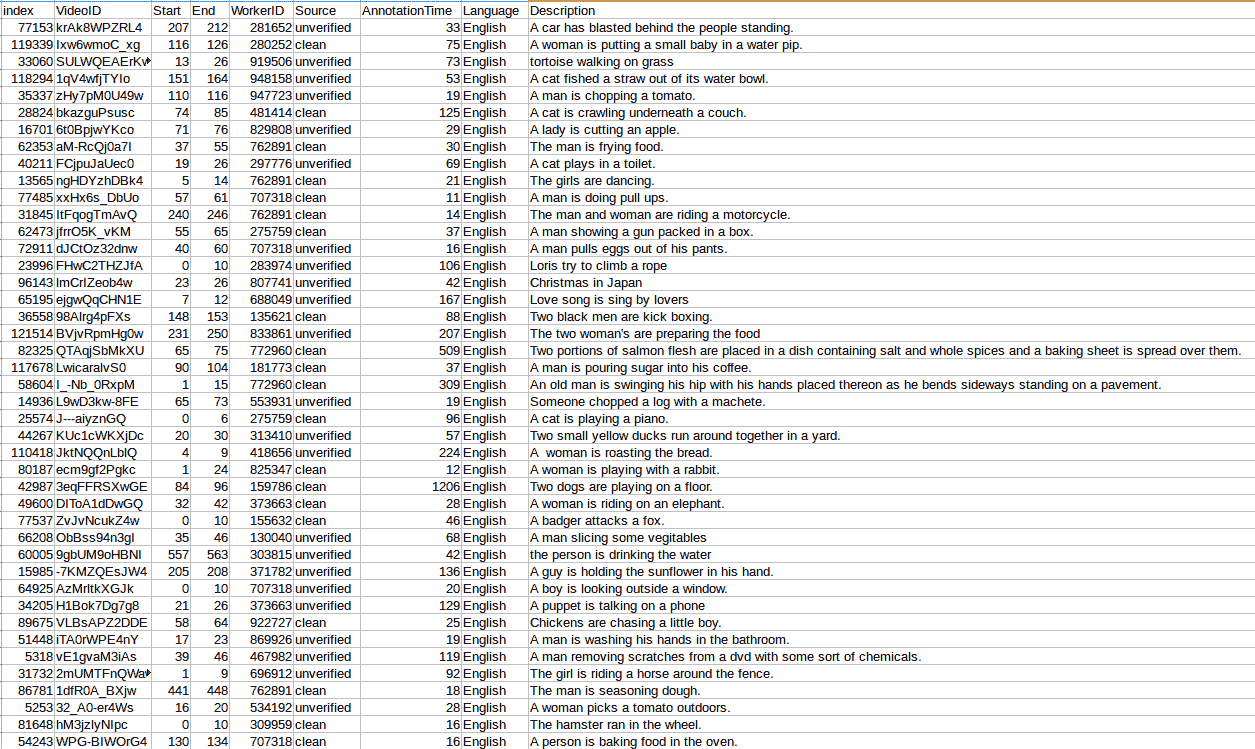 index VideoID Start End WorkerID Source AnnotationTime Language Description
77153 krAk8WPZRL4 207 212 281652 unverified 33 English A car has blasted behind the people standing.
119339 Ixw6wmoC_xg 116 126 280252 clean 75 English A woman is putting a small baby in a water pip.
33060 SULWQEAErKw 13 26 919506 unverified 73 English tortoise walking on grass
118294 1qV4wfjTYIo 151 164 948158 unverified 53 English A cat fished a straw out of its water bowl.
35337 zHy7pM0U49w 110 116 947723 unverified 19 English A man is chopping a tomato.
28824 bkazguPsusc 74 85 481414 clean 125 English A cat is crawling underneath a couch.
16701 6t0BpjwYKco 71 76 829808 unverified 29 English A lady is cutting an apple.
62353 aM-RcQj0a7I 37 55 762891 clean 30 English The man is frying food.
40211 FCjpuJaUec0 19 26 297776 unverified 69 English A cat plays in a toilet.
13565 ngHDYzhDBk4 5 14 762891 clean 21 English The girls are dancing.
77485 xxHx6s_DbUo 57 61 707318 clean 11 English A man is doing pull ups.
31845 ItFqogTmAvQ 240 246 762891 clean 14 English The man and woman are riding a motorcycle.
62473 jfrrO5K_vKM 55 65 275759 clean 37 English A man showing a gun packed in a box.
72911 dJCtOz32dnw 40 60 707318 unverified 16 English A man pulls eggs out of his pants.
23996 FHwC2THZJfA 0 10 283974 unverified 106 English Loris try to climb a rope
96143 lmCrIZeob4w 23 26 807741 unverified 42 English Christmas in Japan
65195 ejgwQqCHN1E 7 12 688049 unverified 167 English Love song is sing by lovers
36558 98AIrg4pFXs 148 153 135621 clean 88 English Two black men are kick boxing.
121514 BVjvRpmHg0w 231 250 833861 unverified 207 English The two woman's are preparing the food
82325 QTAqjSbMkXU 65 75 772960 clean 509 English Two portions of salmon flesh are placed in a dish containing salt and whole spices and a baking sheet is spread over them.
117678 LwicaralvS0 90 104 181773 clean 37 English A man is pouring sugar into his coffee.
58604 I_-Nb_0RxpM 1 15 772960 clean 309 English An old man is swinging his hip with his hands placed thereon as he bends sideways standing on a pavement.
14936 L9wD3kw-8FE 65 73 553931 unverified 19 English Someone chopped a log with a machete.
25574 J---aiyznGQ 0 6 275759 clean 96 English A cat is playing a piano.
44267 KUc1cWKXjDc 20 30 313410 unverified 57 English Two small yellow ducks run around together in a yard.
110418 JktNQQnLbIQ 4 9 418656 unverified 224 English A  woman is roasting the bread.
80187 ecm9gf2Pgkc 1 24 825347 clean 12 English A woman is playing with a rabbit.
42987 3eqFFRSXwGE 84 96 159786 clean 1206 English Two dogs are playing on a floor.
49600 DIToA1dDwGQ 32 42 373663 clean 28 English A woman is riding on an elephant.
77537 ZvJvNcukZ4w 0 10 155632 clean 46 English A badger attacks a fox.
66208 ObBss94n3gI 35 46 130040 unverified 68 English A man slicing some vegitables
60005 9gbUM9oHBNI 557 563 303815 unverified 42 English the person is drinking the water
15985 -7KMZQEsJW4 205 208 371782 unverified 136 English A guy is holding the sunflower in his hand.
64925 AzMrItkXGJk 0 10 707318 unverified 20 English A boy is looking outside a window.
34205 H1Bok7Dg7g8 21 26 373663 unverified 129 English A puppet is talking on a phone
89675 VLBsAPZ2DDE 58 64 922727 clean 25 English Chickens are chasing a little boy.
51448 iTA0rWPE4nY 17 23 869926 unverified 19 English A man is washing his hands in the bathroom.
5318 vE1gvaM3iAs 39 46 467982 unverified 119 English A man removing scratches from a dvd with some sort of chemicals.
31732 2mUMTFnQWa 1 9 696912 unverified 92 English The girl is riding a horse around the fence.
86781 1dfR0A_BXjw 441 448 762891 clean 18 English The man is seasoning dough.
5253 32_A0-er4Ws 16 20 534192 unverified 28 English A woman picks a tomato outdoors.
81648 hM3jzIyNIpc 0 10 309959 clean 16 English The hamster ran in the wheel.
54243 WPG-BIWOrG4 130 134 707318 clean 16 English A person is baking food in the oven.